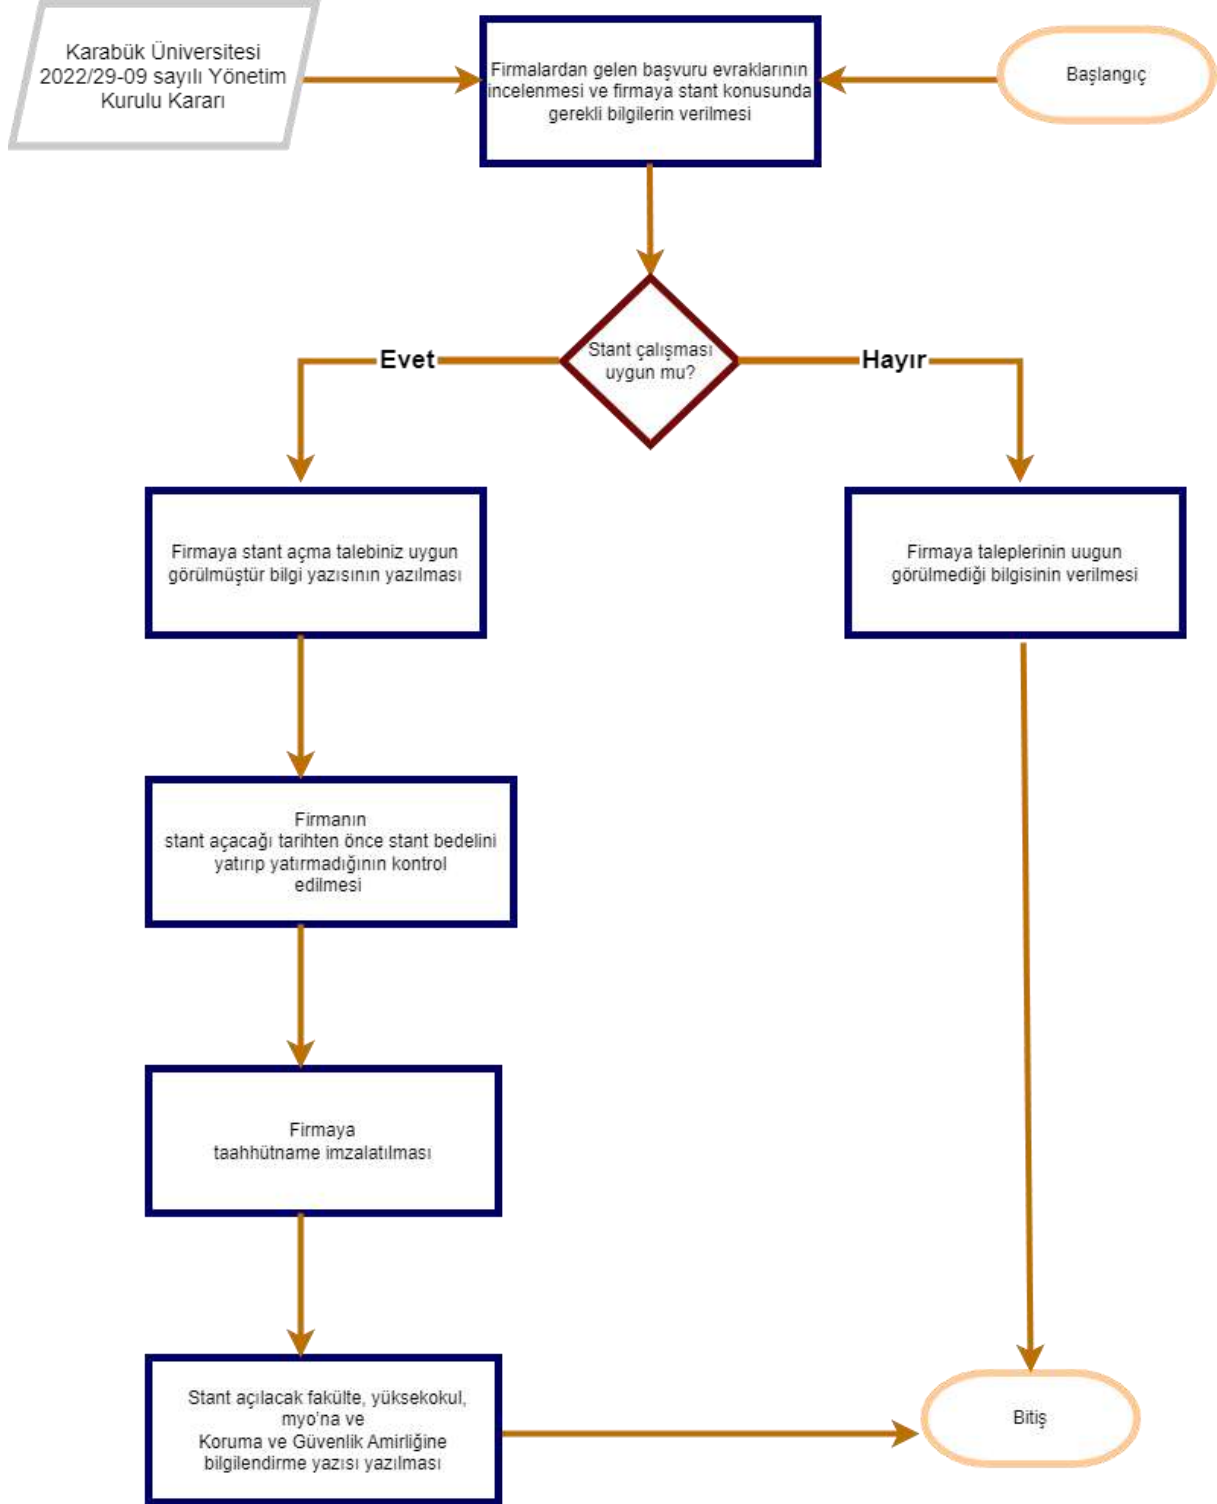 Karabük Üniversitesi
2022/29-09 sayılı Yönetim
Kurulu Kararı
Firmalardan gelen başvuru evraklarının
incelenmesi ve firmaya stant konusunda
gerekli bilgilerin verilmesi
Başlangıç
Stant çalışması
uygun mu?
Evet
Hayır
Firmaya stant açma talebiniz uygun
görülmüştür bilgi yazısının yazılması
Firmaya taleplerinin uugun
görülmediği bilgisinin verilmesi
Firmanın
stant açacağı tarihten önce stant bedelini
yatırıp yatırmadığının kontrol
edilmesi
Firmaya
taahhütname imzalatılması
Stant açılacak fakülte, yüksekokul,
myo'na ve
Koruma ve Güvenlik Amirliğine
bilgilendirme yazısı yazılması
Bitiş